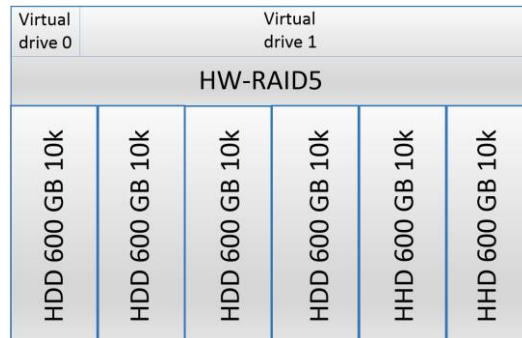 Virtual
drive 0
Virtual
drive 1
HW-RAID5
HDD 600 GB 10k
HDD 600 GB 10k
HDD 600 GB 10k
HDD 600 GB 10k
HHD 600 GB 10k
HHD 600 GB 10k